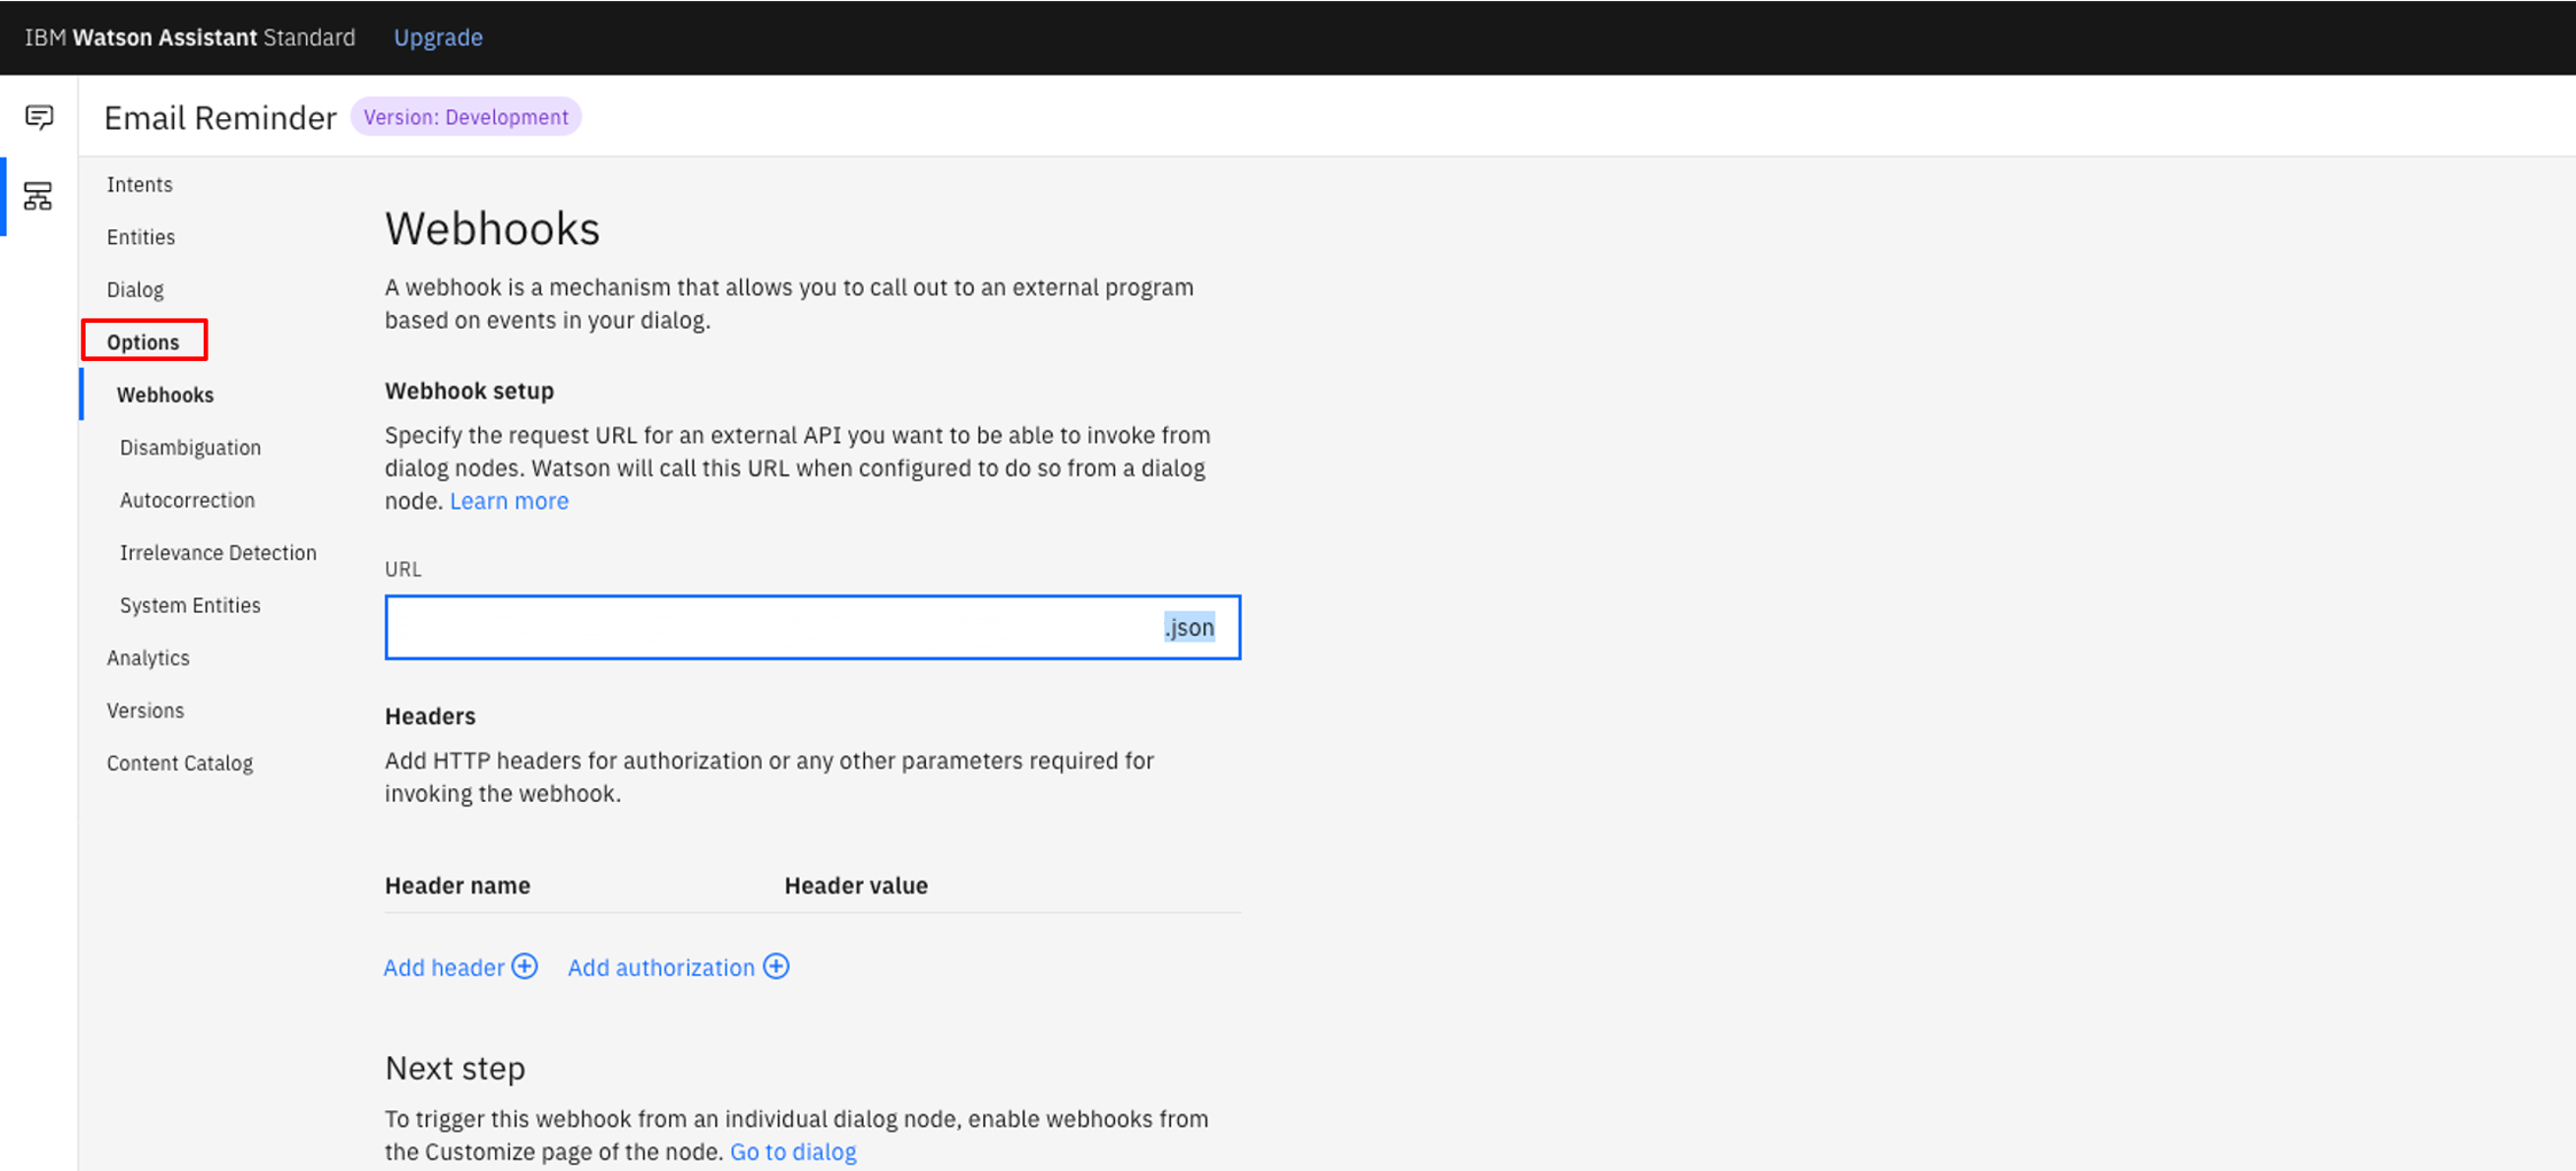 IBM Watson Assistant Standard Upgrade
Email Reminder Version: Development
Intents
Entities
Dialog
Options
Webhooks
Disambiguation
Autocorrection
Irrelevance Detection
System Entities
Analytics
Versions
Content Catalog
Webhooks
A webhook is a mechanism that allows you to call out to an external program
based on events in your dialog.
Webhook setup
Specify the request URL for an external API you want to be able to invoke from
dialog nodes. Watson will call this URL when configured to do so from a dialog
node. Learn more
URL
.json
Headers
Add HTTP headers for authorization or any other parameters required for
invoking the webhook.
Header name Header value
Add header Add authorization
Next step
To trigger this webhook from an individual dialog node, enable webhooks from
the Customize page of the node. Go to dialog